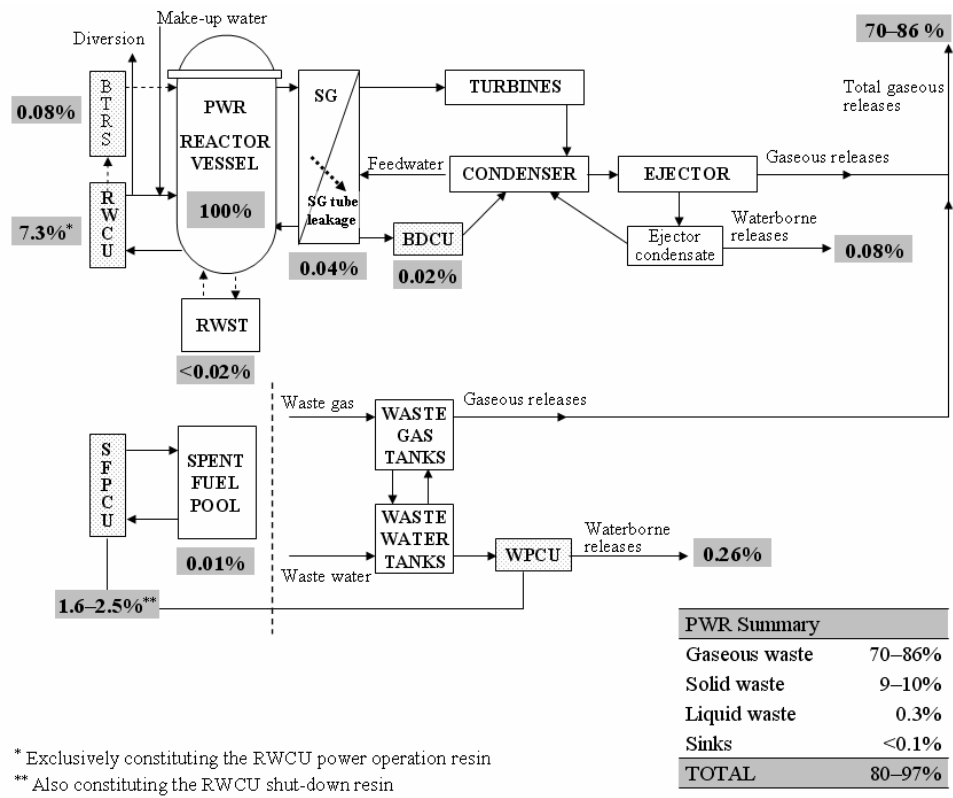 Make-up water
Diversion
70–86 %
BTRS
0.08%
PWR
REACTOR
VESSEL
100%
SG
SG tube
leakage
TURBINES
Total gaseous
releases
Feedwater
CONDENSER
EJECTOR
Gaseous releases
RWCU
7.3%*
BDCU
0.04%
0.02%
Ejector
condensate
Waterborne
releases
0.08%
RWST
<0.02%
Waste gas
WASTE
GAS
TANKS
Gaseous releases
SFPCU
SPENT
FUEL
POOL
0.01%
Waste water
WASTE
WATER
TANKS
WPCU
Waterborne
releases
0.26%
1.6–2.5%**
PWR Summary
Gaseous waste 70–86%
Solid waste 9–10%
Liquid waste 0.3%
Sinks <0.1%
TOTAL 80–97%
* Exclusively constituting the RWCU power operation resin
** Also constituting the RWCU shut-down resin